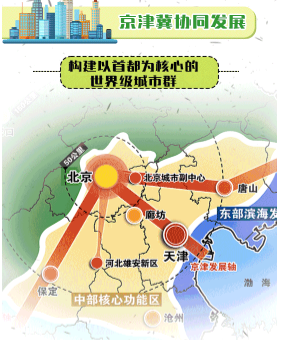 京津冀协同发展
构建以首都为核心的
世界级城市群
50公里
北京
北京城市副中心
唐山
廊坊
东部滨海发
天津
河北雄安新区
京津发展轴
渤海
保定
中部核心功能区
沧州